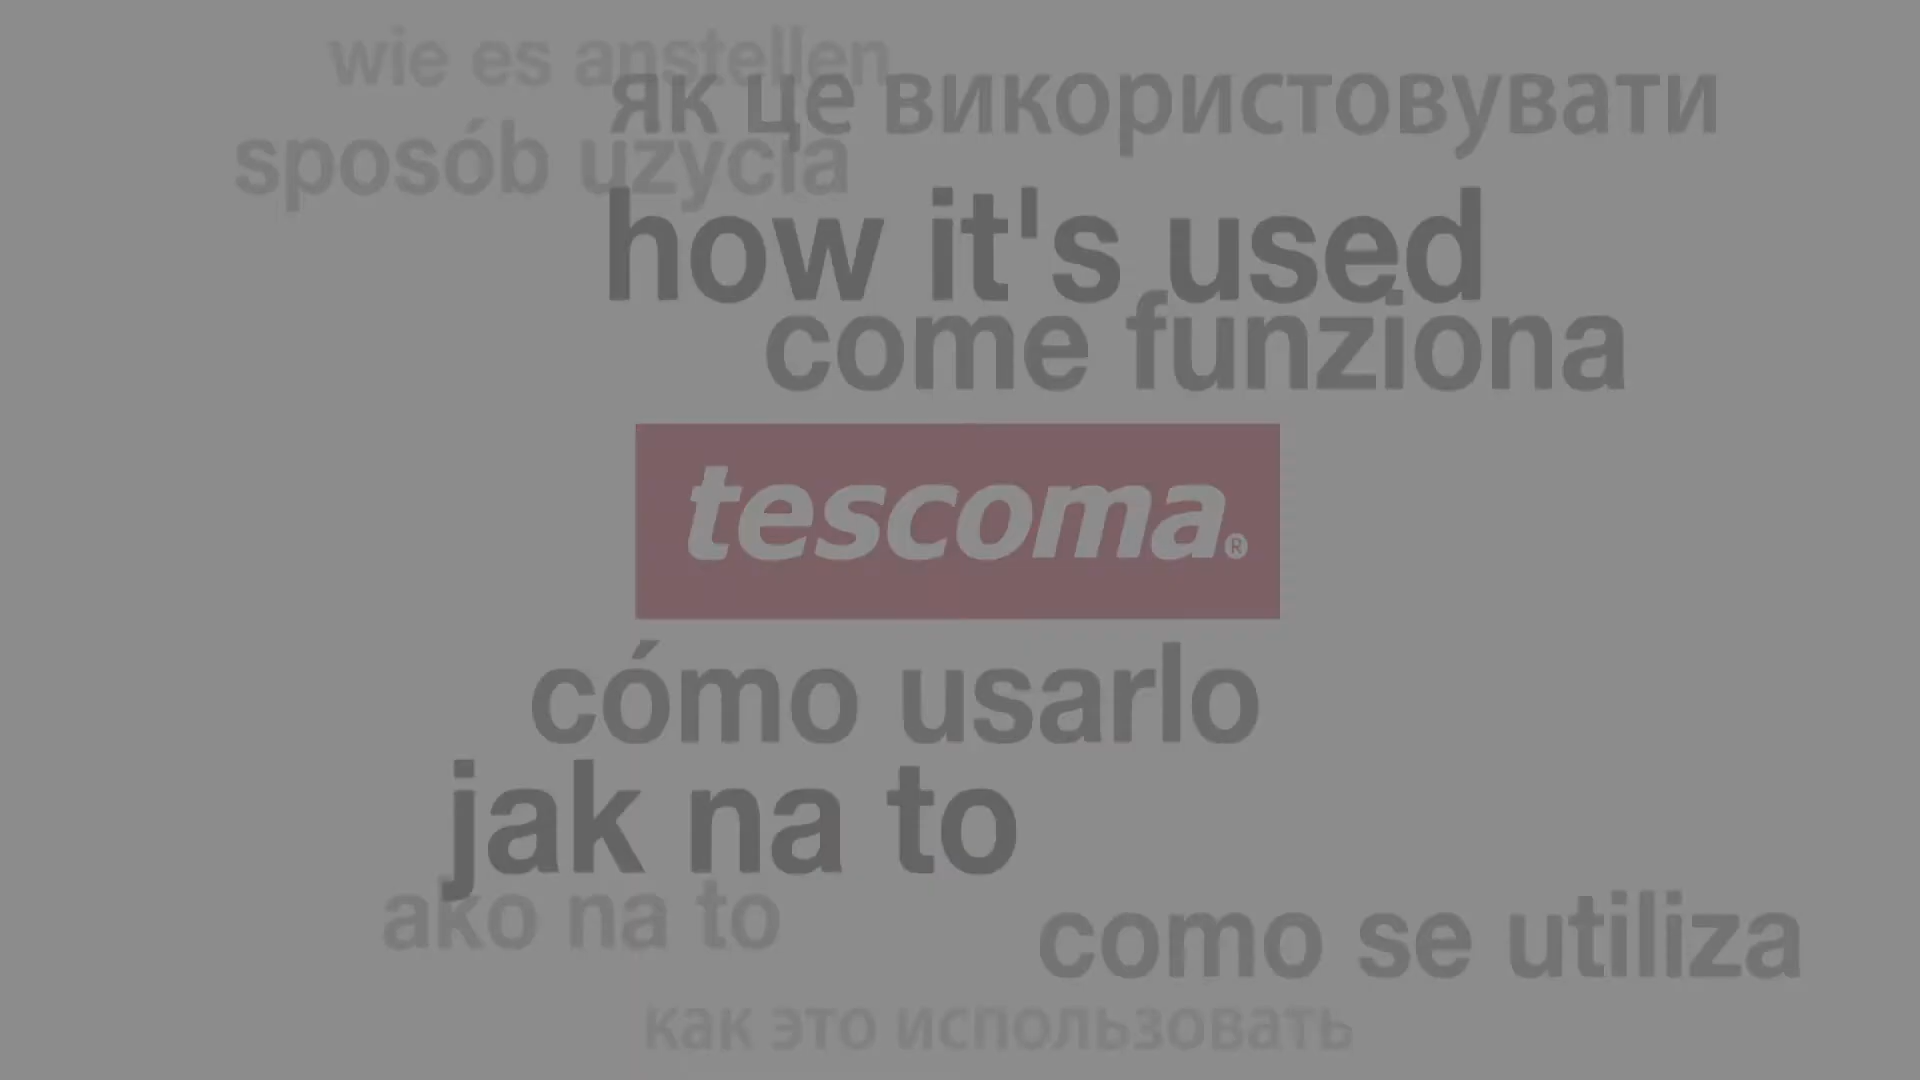 wie es anstellen
як це використовувати
sposób uzycia
how it's used
come funziona
tescoma.®
cómo usarlo
jak na to
ako na to
como se utiliza
как это использовать